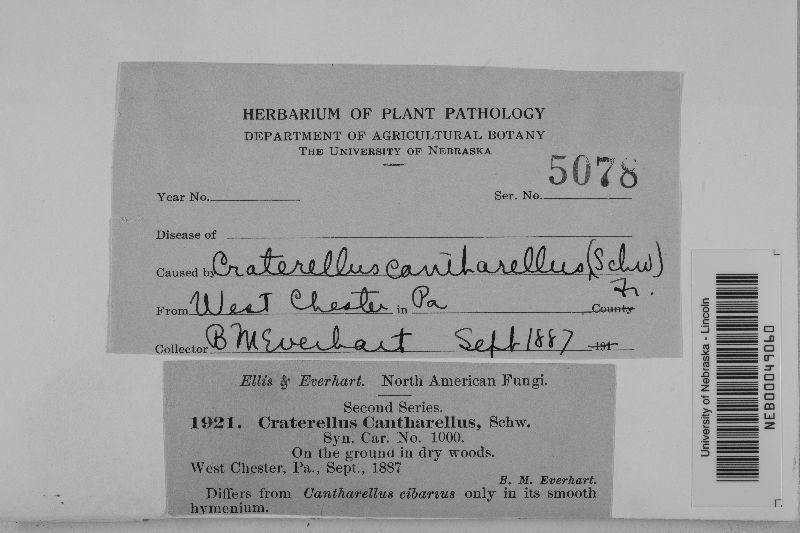 HERBARIUM OF PLANT PATHOLOGY
DEPARTMENT OF AGRICULTURAL BOTANY
THE UNIVERSITY OF NEBRASKA
5078
Year No. Ser. No.
Disease of
Caused by Craterellus cantharellus (Schw)
Fr.
From West Chester in Pa County
Collector B M Everhart Sept 1887 191
Ellis & Everhart. North American Fungi.
Second Series.
1921. Craterellus Cantharellus, Schw.
Syn. Car. No. 1000.
On the ground in dry woods.
West Chester, Pa., Sept., 1887
B. M. Everhart.
Differs from Cantharellus cibarius only in its smooth
hymenium.
University of Nebraska - Lincoln
NEB00049060